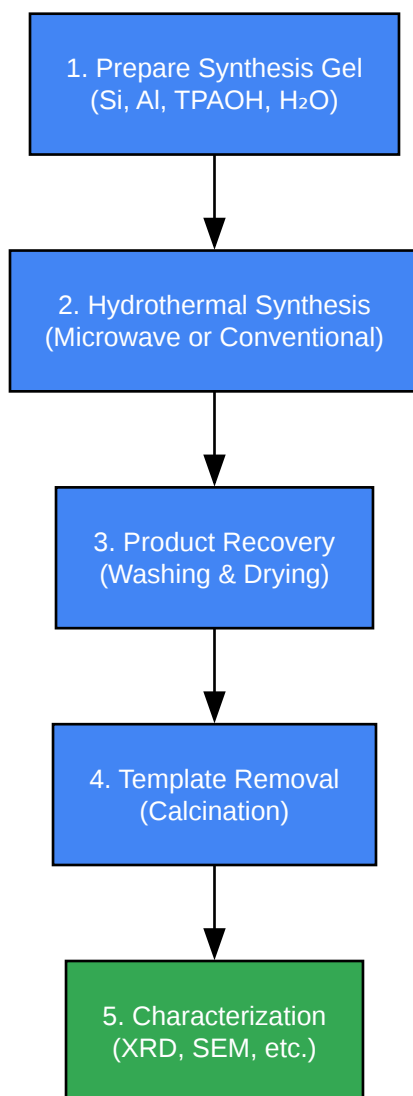 1. Prepare Synthesis Gel
(Si, Al, TPAOH, H₂O)
2. Hydrothermal Synthesis
(Microwave or Conventional)
3. Product Recovery
(Washing & Drying)
4. Template Removal
(Calcination)
5. Characterization
(XRD, SEM, etc.)